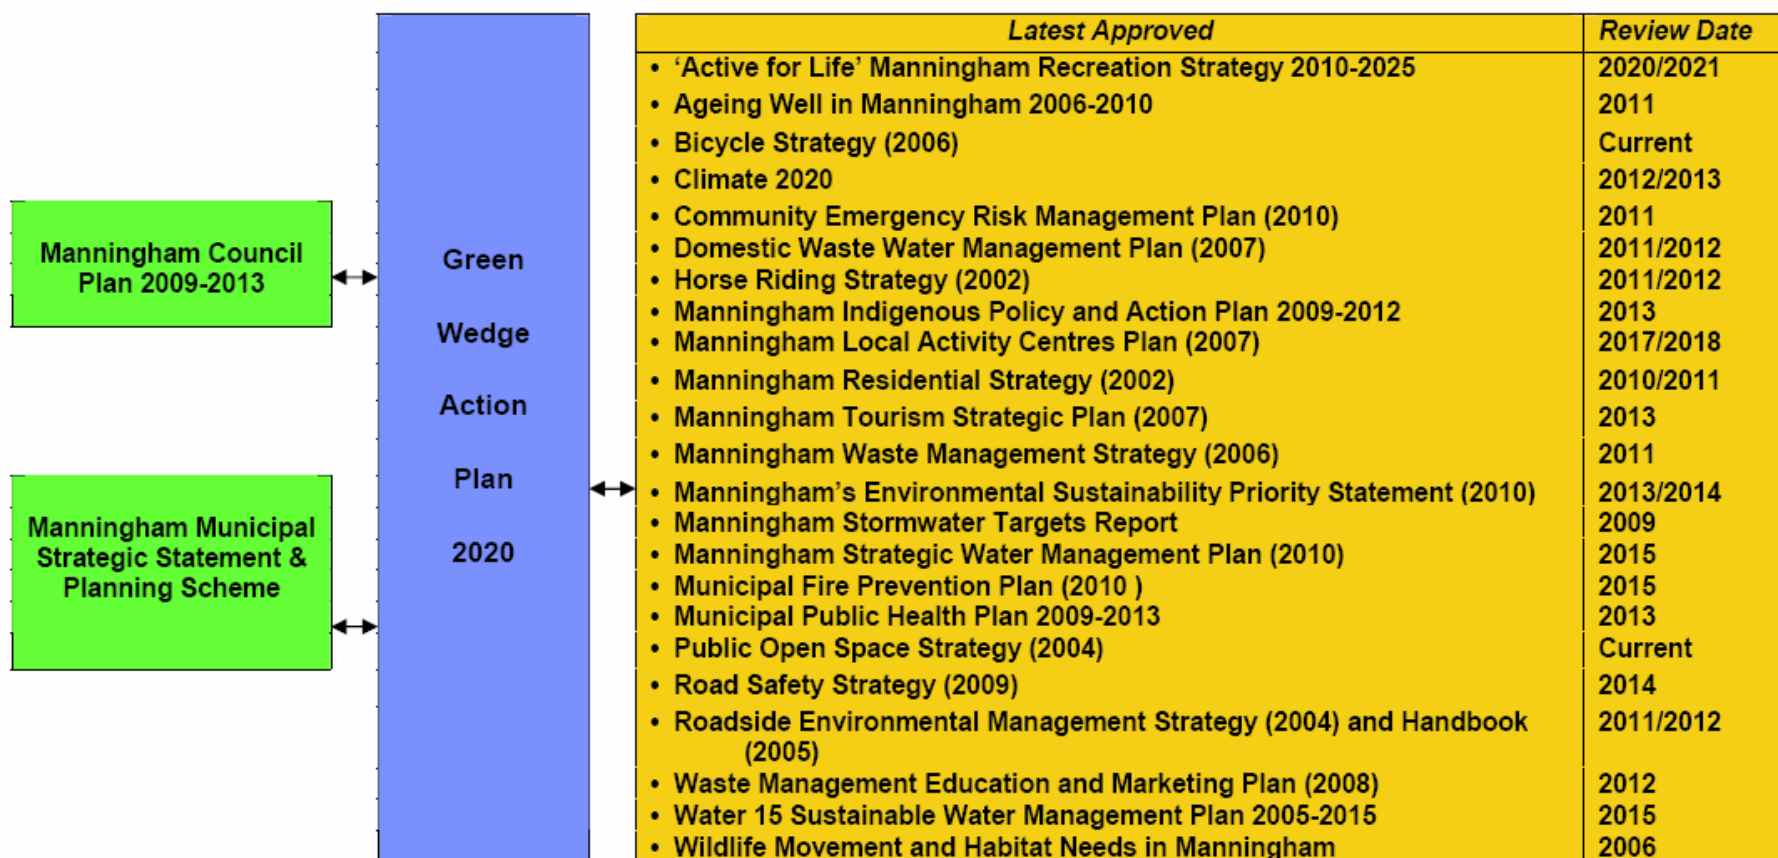 Manningham Council
Plan 2009-2013
Manningham Municipal
Strategic Statement &
Planning Scheme
Green
Wedge
Action
Plan
2020
Latest Approved Review Date
• ‘Active for Life’ Manningham Recreation Strategy 2010-2025 2020/2021
• Ageing Well in Manningham 2006-2010 2011
• Bicycle Strategy (2006) Current
• Climate 2020 2012/2013
• Community Emergency Risk Management Plan (2010) 2011
• Domestic Waste Water Management Plan (2007) 2011/2012
• Horse Riding Strategy (2002) 2011/2012
• Manningham Indigenous Policy and Action Plan 2009-2012 2013
• Manningham Local Activity Centres Plan (2007) 2017/2018
• Manningham Residential Strategy (2002) 2010/2011
• Manningham Tourism Strategic Plan (2007) 2013
• Manningham Waste Management Strategy (2006) 2011
• Manningham’s Environmental Sustainability Priority Statement (2010) 2013/2014
• Manningham Stormwater Targets Report 2009
• Manningham Strategic Water Management Plan (2010) 2015
• Municipal Fire Prevention Plan (2010 ) 2015
• Municipal Public Health Plan 2009-2013 2013
• Public Open Space Strategy (2004) Current
• Road Safety Strategy (2009) 2014
• Roadside Environmental Management Strategy (2004) and Handbook 2011/2012
(2005)
• Waste Management Education and Marketing Plan (2008) 2012
• Water 15 Sustainable Water Management Plan 2005-2015 2015
• Wildlife Movement and Habitat Needs in Manningham 2006